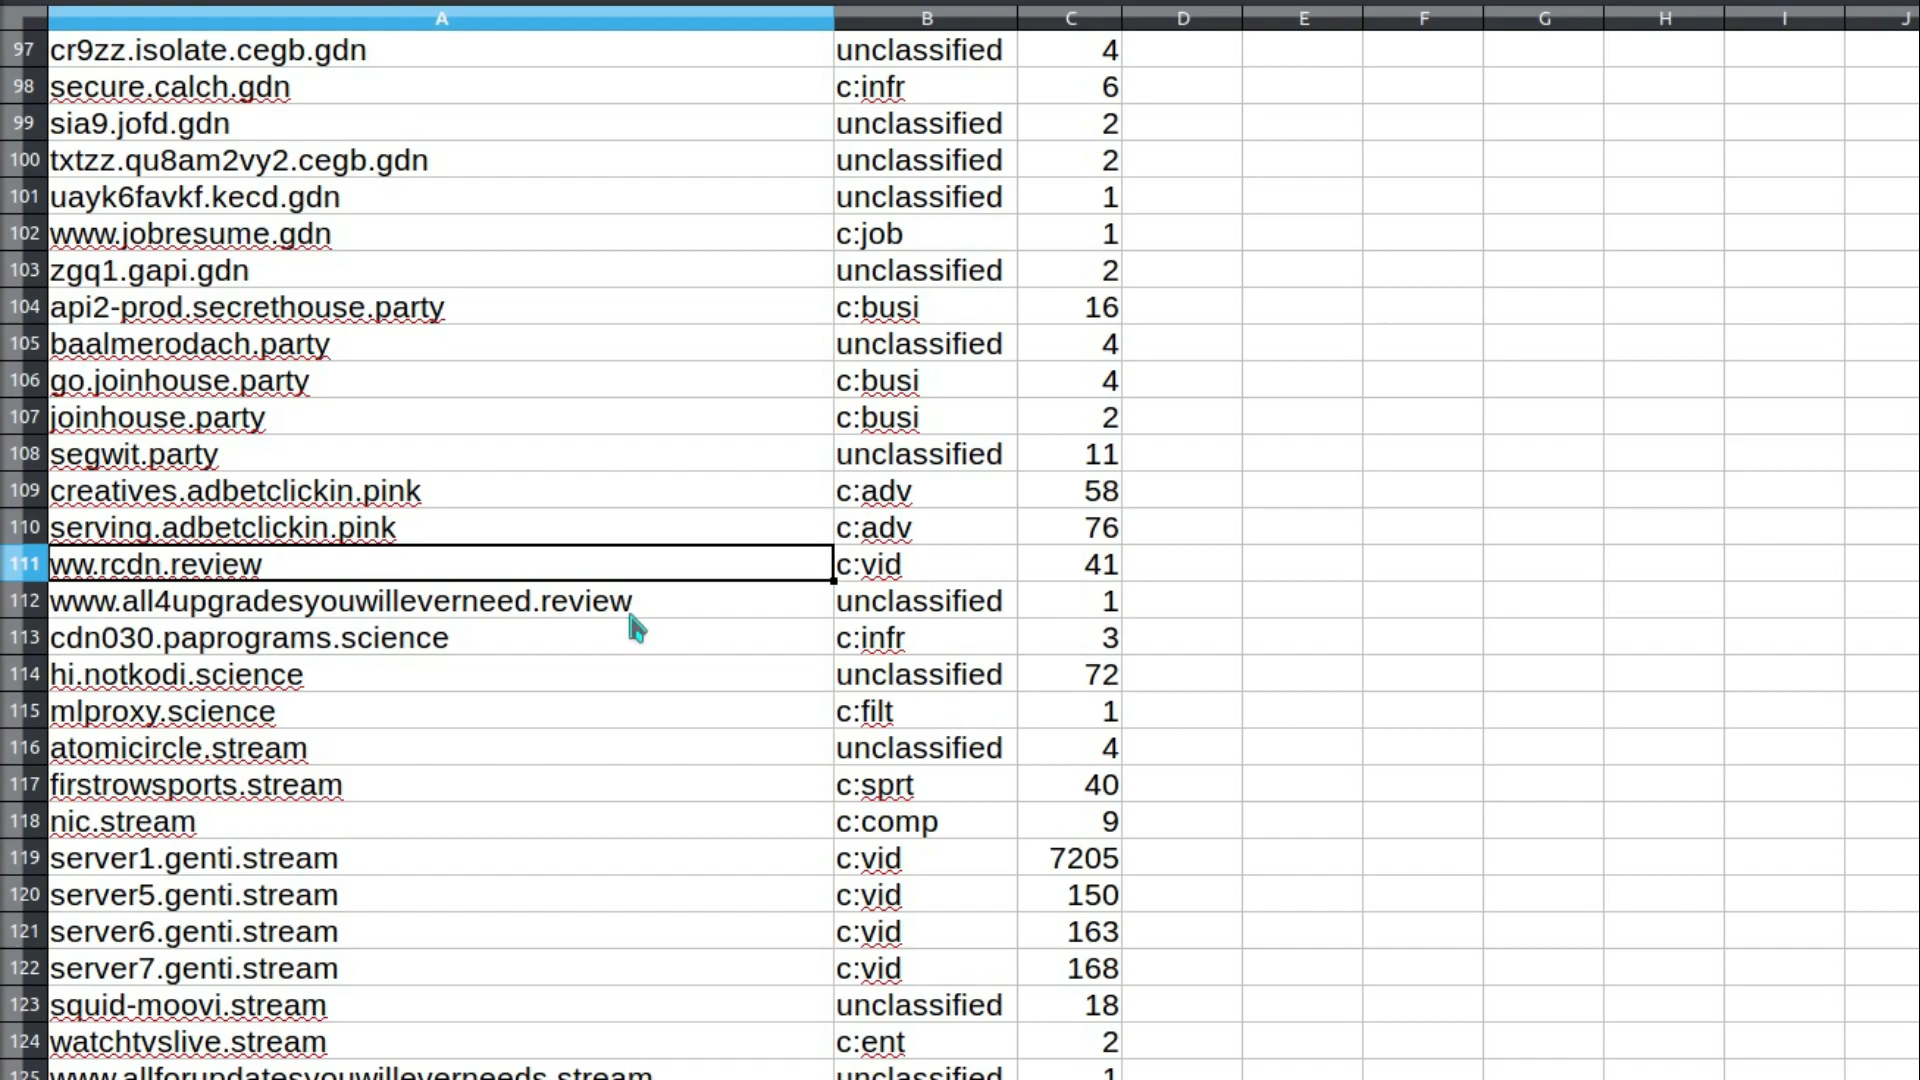 A B C D E F G H I J
97 cr9zz.isolate.cegb.gdn unclassified 4
98 secure.calch.gdn c:infr 6
99 sia9.jofd.gdn unclassified 2
100 txtzz.qu8am2vy2.cegb.gdn unclassified 2
101 uayk6favkf.kecd.gdn unclassified 1
102 www.jobresume.gdn c:job 1
103 zgq1.gapi.gdn unclassified 2
104 api2-prod.secrethouse.party c:busi 16
105 baalmerodach.party unclassified 4
106 go.joinhouse.party c:busi 4
107 joinhouse.party c:busi 2
108 segwit.party unclassified 11
109 creatives.adbetclickin.pink c:adv 58
110 serving.adbetclickin.pink c:adv 76
111 ww.rcdn.review c:vid 41
112 www.all4upgradesyouwilleverneed.review unclassified 1
113 cdn030.paprograms.science c:infr 3
114 hi.notkodi.science unclassified 72
115 mlproxy.science c:filt 1
116 atomicircle.stream unclassified 4
117 firstrowsports.stream c:sprt 40
118 nic.stream c:comp 9
119 server1.genti.stream c:vid 7205
120 server5.genti.stream c:vid 150
121 server6.genti.stream c:vid 163
122 server7.genti.stream c:vid 168
123 squid-moovi.stream unclassified 18
124 watchtvslive.stream c:ent 2
125 www.allforupdatesyouwilleverneeds.stream unclassified 1